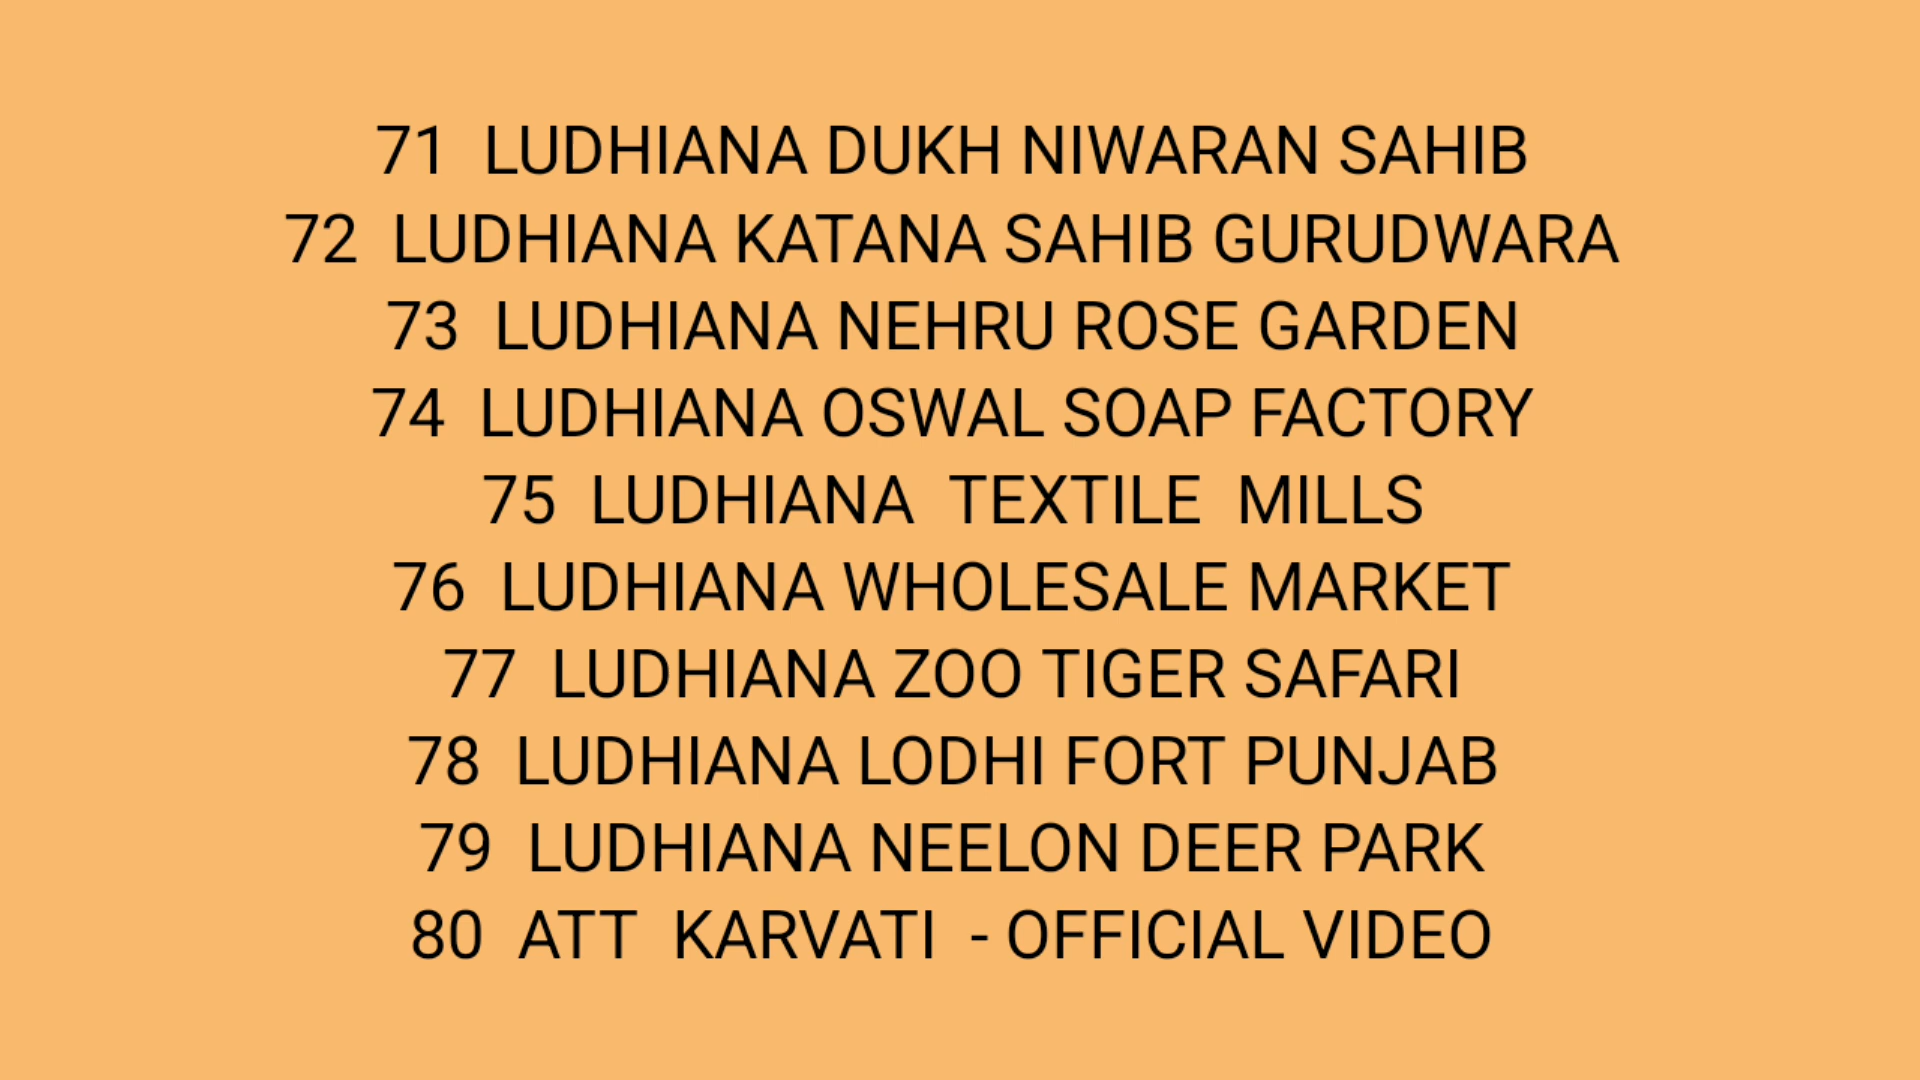 71  LUDHIANA DUKH NIWARAN SAHIB
72  LUDHIANA KATANA SAHIB GURUDWARA
73  LUDHIANA NEHRU ROSE GARDEN
74  LUDHIANA OSWAL SOAP FACTORY
75  LUDHIANA  TEXTILE  MILLS
76  LUDHIANA WHOLESALE MARKET
77  LUDHIANA ZOO TIGER SAFARI
78  LUDHIANA LODHI FORT PUNJAB
79  LUDHIANA NEELON DEER PARK
80  ATT  KARVATI  - OFFICIAL VIDEO